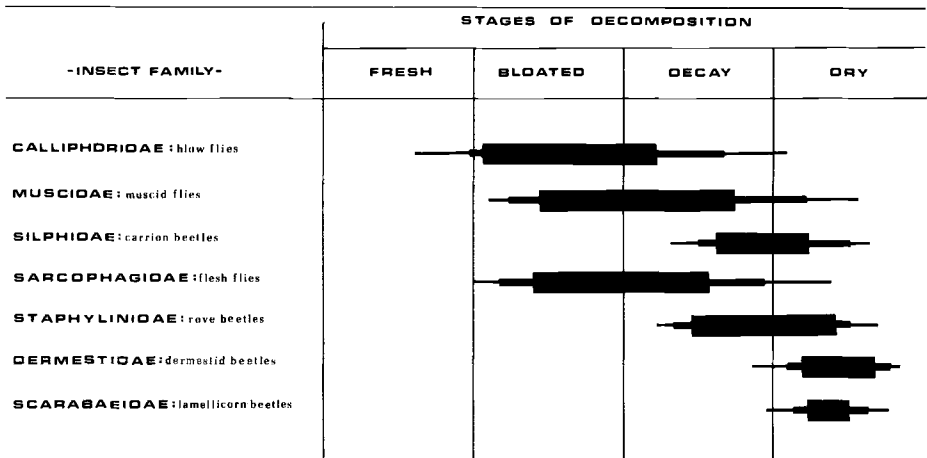 STAGES OF DECOMPOSITION
-INSECT FAMILY-
FRESH BLOATED DECAY DRY
CALLIPHORIDAE: blow flies
MUSCIDAE: muscid flies
SILPHIDAE: carrion beetles
SARCOPHAGIDAE: flesh flies
STAPHYLINIDAE: rove beetles
DERMESTIDAE: dermestid beetles
SCARABAEIDAE: lamellicorn beetles